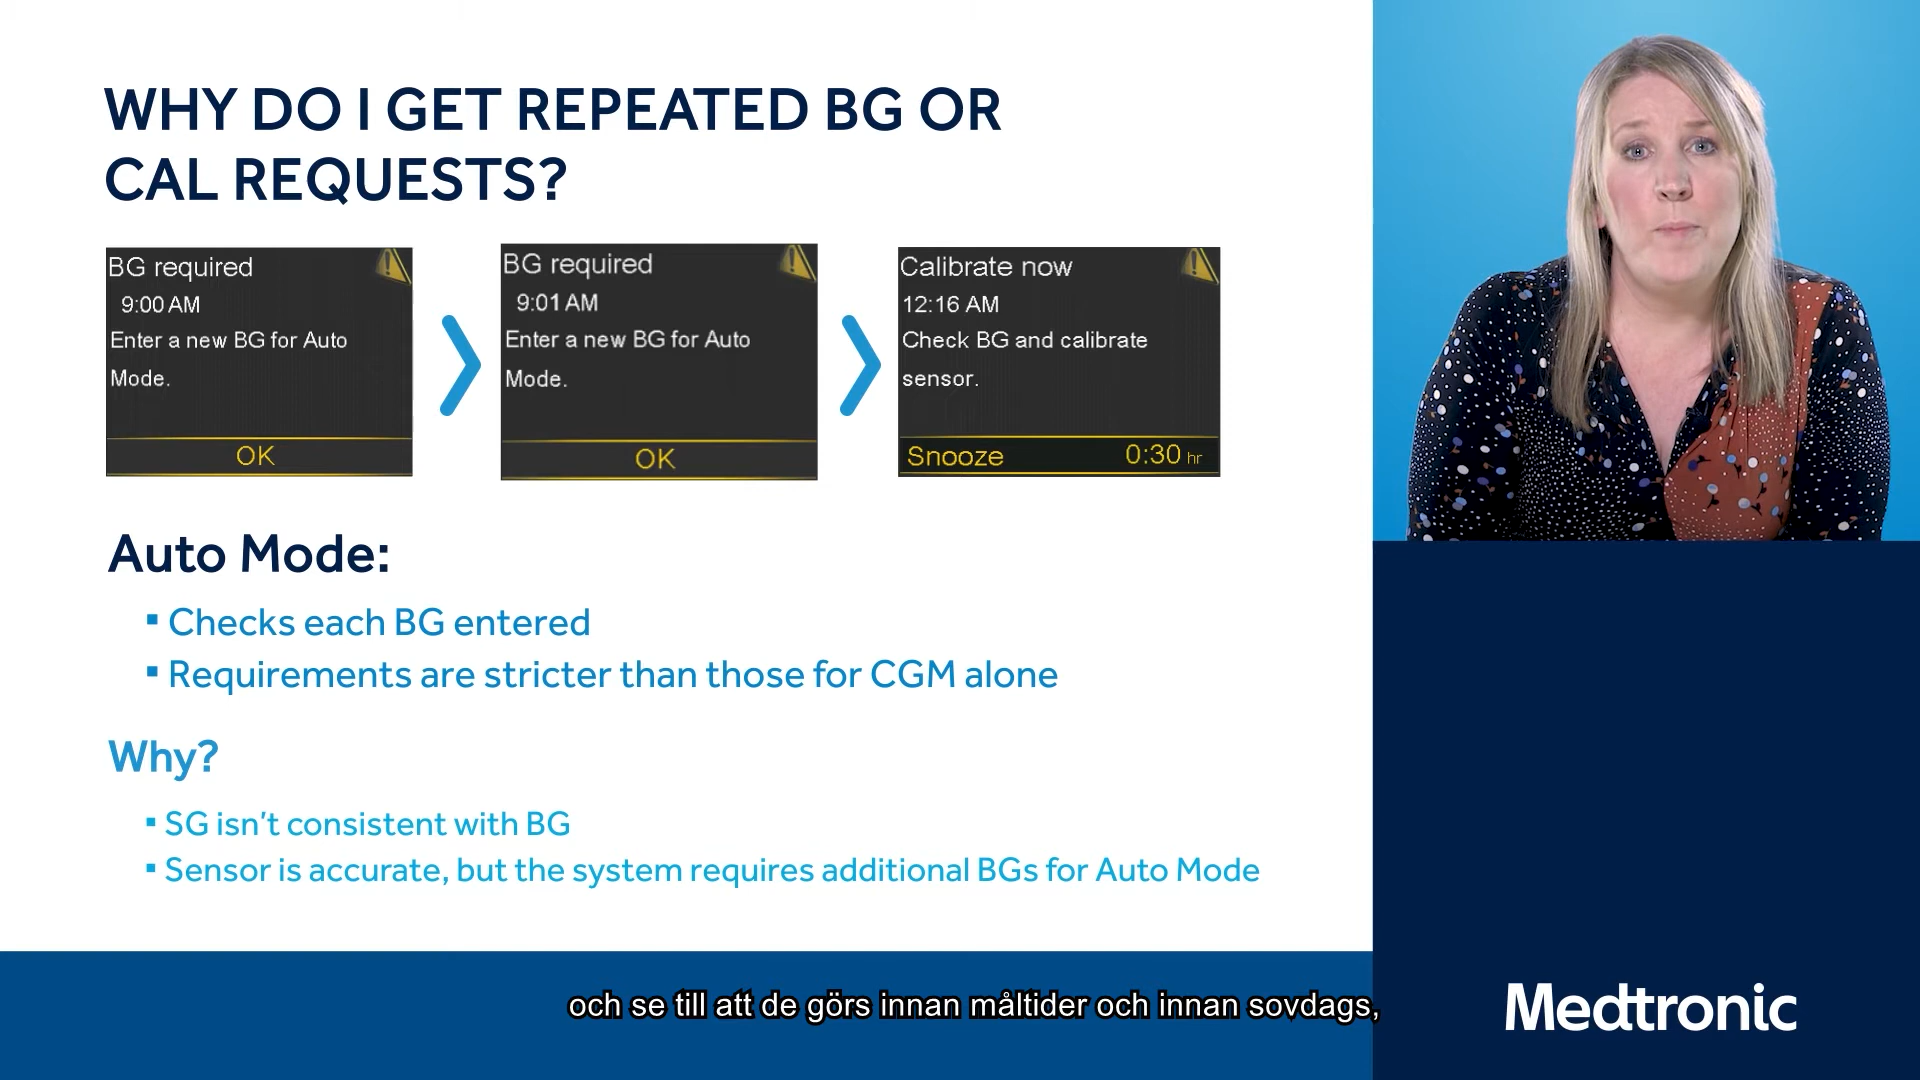 WHY DO I GET REPEATED BG OR
CAL REQUESTS?
BG required
9:00 AM
Enter a new BG for Auto
Mode.
OK
BG required
9:01 AM
Enter a new BG for Auto
Mode.
OK
Calibrate now
12:16 AM
Check BG and calibrate
sensor.
Snooze 0:30 hr
Auto Mode:
▪ Checks each BG entered
▪ Requirements are stricter than those for CGM alone
Why?
▪ SG isn't consistent with BG
▪ Sensor is accurate, but the system requires additional BGs for Auto Mode
och se till att de görs innan måltider och innan sovdags,
Medtronic